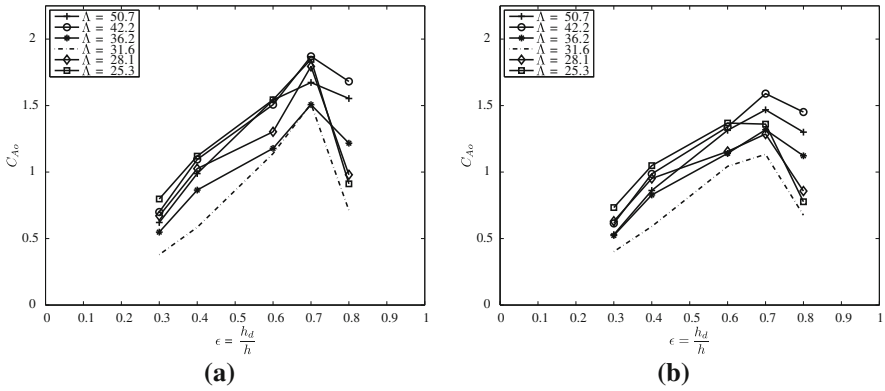 Λ = 50.7
Λ = 42.2
Λ = 36.2
Λ = 31.6
Λ = 28.1
Λ = 25.3
2
1.5
1
0.5
0
C_{Ao}
0 0.1 0.2 0.3 0.4 0.5 0.6 0.7 0.8 0.9 1
ϵ = h_d/h
(a)
Λ = 50.7
Λ = 42.2
Λ = 36.2
Λ = 31.6
Λ = 28.1
Λ = 25.3
2
1.5
1
0.5
0
C_{Ao}
0 0.1 0.2 0.3 0.4 0.5 0.6 0.7 0.8 0.9 1
ϵ = h_d/h
(b)